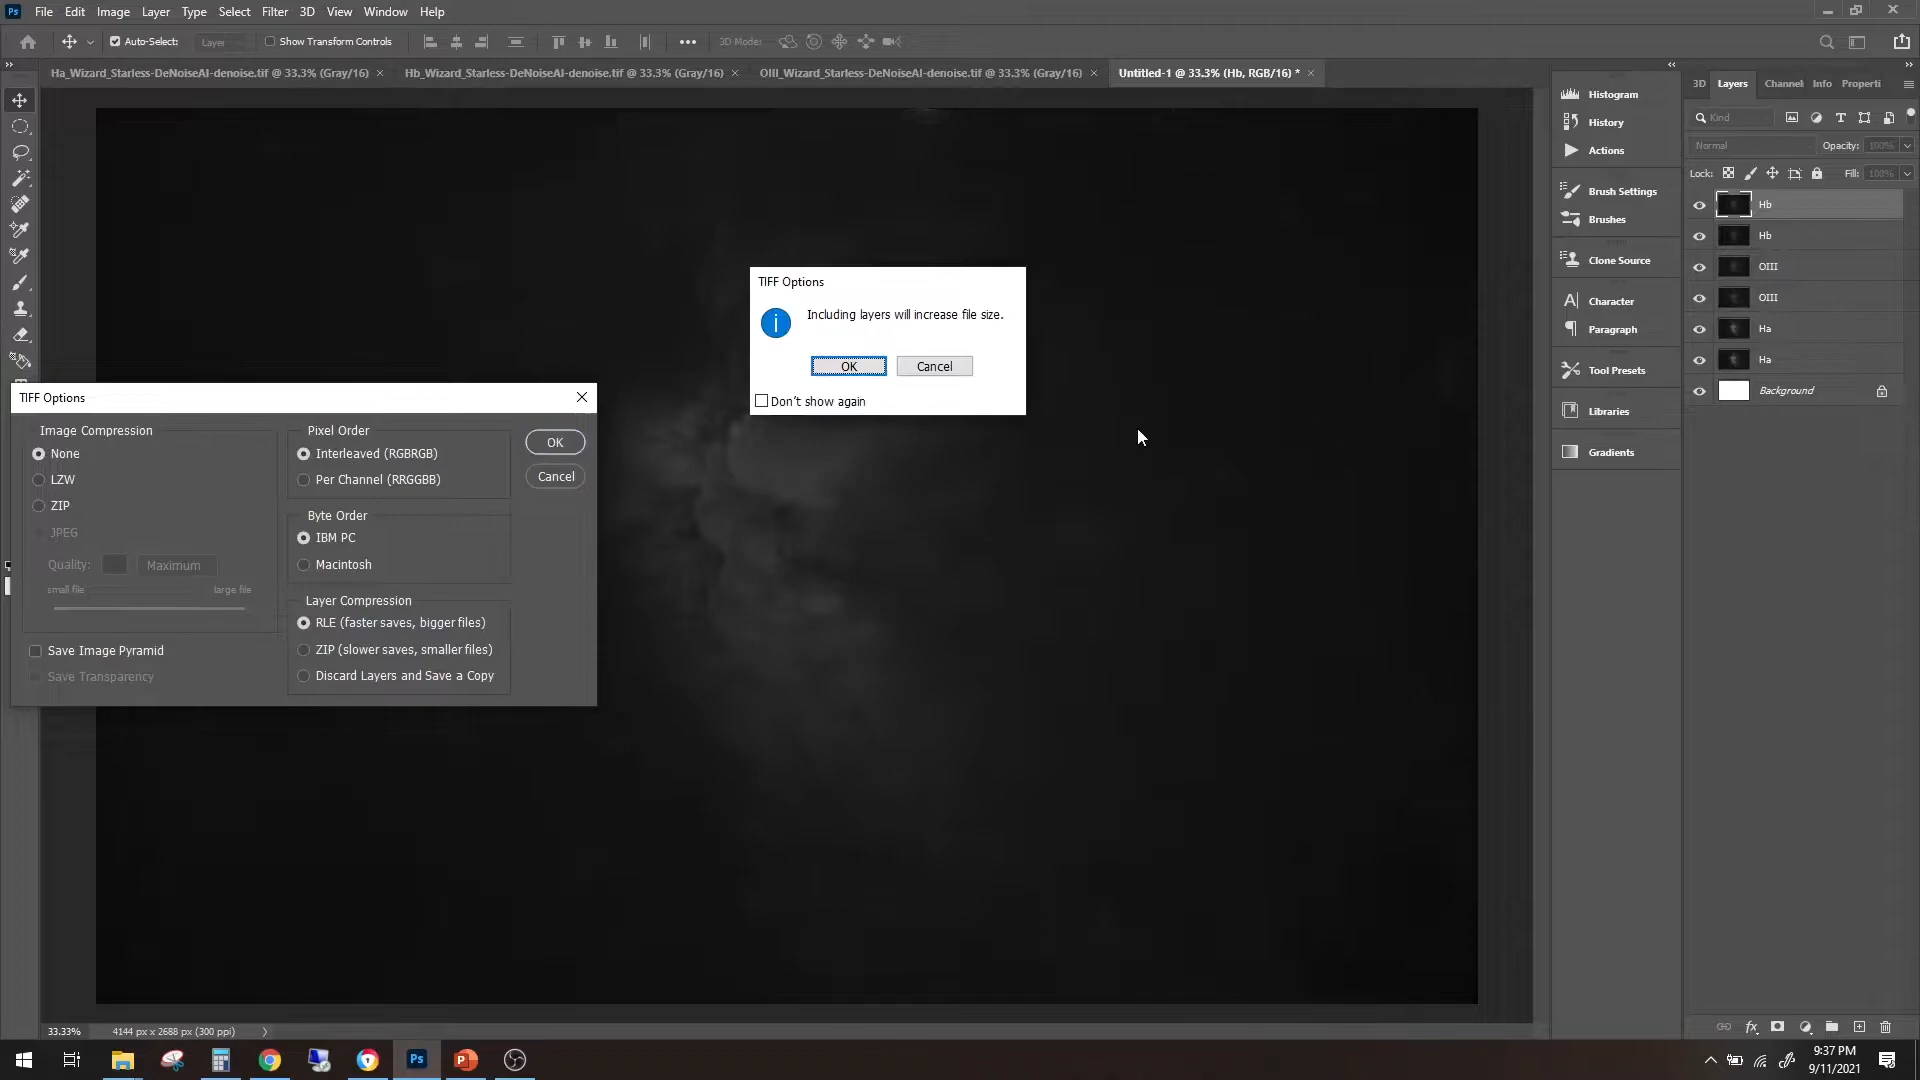 Ps File Edit Image Layer Type Select Filter 3D View Window Help
Auto-Select: Layer Show Transform Controls 3D Mode:
Ha_Wizard_Starless-DeNoiseAI-denoise.tif @ 33.3% (Gray/16) Hb_Wizard_Starless-DeNoiseAI-denoise.tif @ 33.3% (Gray/16) OIII_Wizard_Starless-DeNoiseAI-denoise.tif @ 33.3% (Gray/16) Untitled-1 @ 33.3% (Hb, RGB/16) *
TIFF Options
Including layers will increase file size.
OK Cancel
Don't show again
TIFF Options
Image Compression
None
LZW
ZIP
JPEG
Quality: Maximum
small file large file
Save Image Pyramid
Save Transparency
Pixel Order
Interleaved (RGBRGB)
Per Channel (RRGGBB)
Byte Order
IBM PC
Macintosh
Layer Compression
RLE (faster saves, bigger files)
ZIP (slower saves, smaller files)
Discard Layers and Save a Copy
OK
Cancel
Histogram
History
Actions
Brush Settings
Brushes
Clone Source
Character
Paragraph
Tool Presets
Libraries
Gradients
3D Layers Channel Info Properti
Kind
Normal Opacity: 100%
Lock: Fill: 100%
Hb
Hb
OIII
OIII
Ha
Ha
Background
33.33% 4144 px x 2688 px (300 ppi)
Ps
9:37 PM
9/11/2021